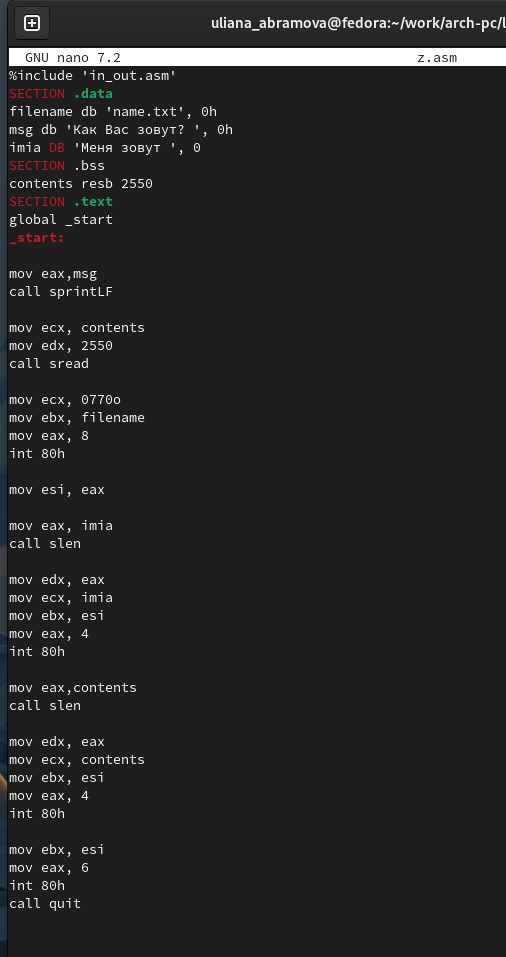 uliana_abramova@fedora:~/work/arch-pc/l
GNU nano 7.2 z.asm
%include 'in_out.asm'
SECTION .data
filename db 'name.txt', 0h
msg db 'Как Вас зовут? ', 0h
imia DB 'Меня зовут ', 0
SECTION .bss
contents resb 2550
SECTION .text
global _start
_start:
mov eax,msg
call sprintLF
mov ecx, contents
mov edx, 2550
call sread
mov ecx, 0770o
mov ebx, filename
mov eax, 8
int 80h
mov esi, eax
mov eax, imia
call slen
mov edx, eax
mov ecx, imia
mov ebx, esi
mov eax, 4
int 80h
mov eax,contents
call slen
mov edx, eax
mov ecx, contents
mov ebx, esi
mov eax, 4
int 80h
mov ebx, esi
mov eax, 6
int 80h
call quit